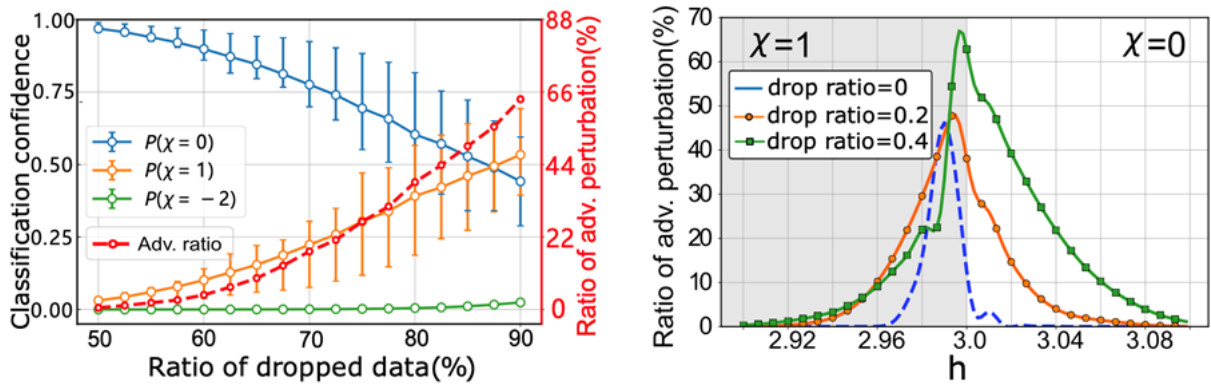 Classification confidence
1.00
0.75
0.50
0.25
0.00
P(χ = 0)
P(χ = 1)
P(χ = − 2)
Adv. ratio
50 60 70 80 90
Ratio of dropped data(%)
88
66
44
22
0
Ratio of adv. perturbation(%)
Ratio of adv. perturbation(%)
70
60
50
40
30
20
10
0
χ=1
χ=0
drop ratio=0
drop ratio=0.2
drop ratio=0.4
2.92 2.96 3.0 3.04 3.08
h